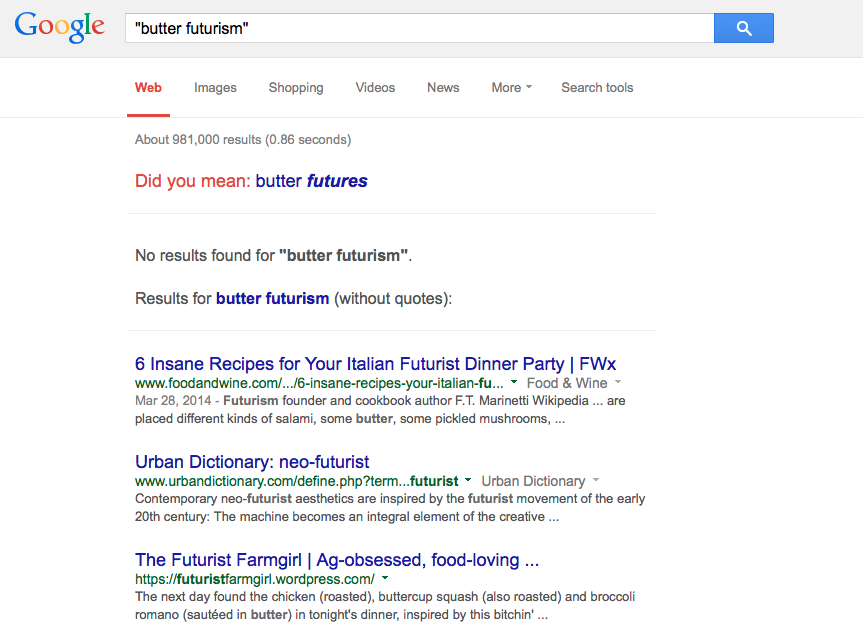 Google "butter futurism"
Web Images Shopping Videos News More Search tools
About 981,000 results (0.86 seconds)
Did you mean: butter futures
No results found for "butter futurism".
Results for butter futurism (without quotes):
6 Insane Recipes for Your Italian Futurist Dinner Party | FWx
www.foodandwine.com/.../6-insane-recipes-your-italian-fu... Food & Wine
Mar 28, 2014 - Futurism founder and cookbook author F.T. Marinetti Wikipedia ... are
placed different kinds of salami, some butter, some pickled mushrooms, ...
Urban Dictionary: neo-futurist
www.urbandictionary.com/define.php?term...futurist Urban Dictionary
Contemporary neo-futurist aesthetics are inspired by the futurist movement of the early
20th century: The machine becomes an integral element of the creative ...
The Futurist Farmgirl | Ag-obsessed, food-loving ...
https://futuristfarmgirl.wordpress.com/
The next day found the chicken (roasted), buttercup squash (also roasted) and broccoli
romano (sautéed in butter) in tonight's dinner, inspired by this bitchin' ...